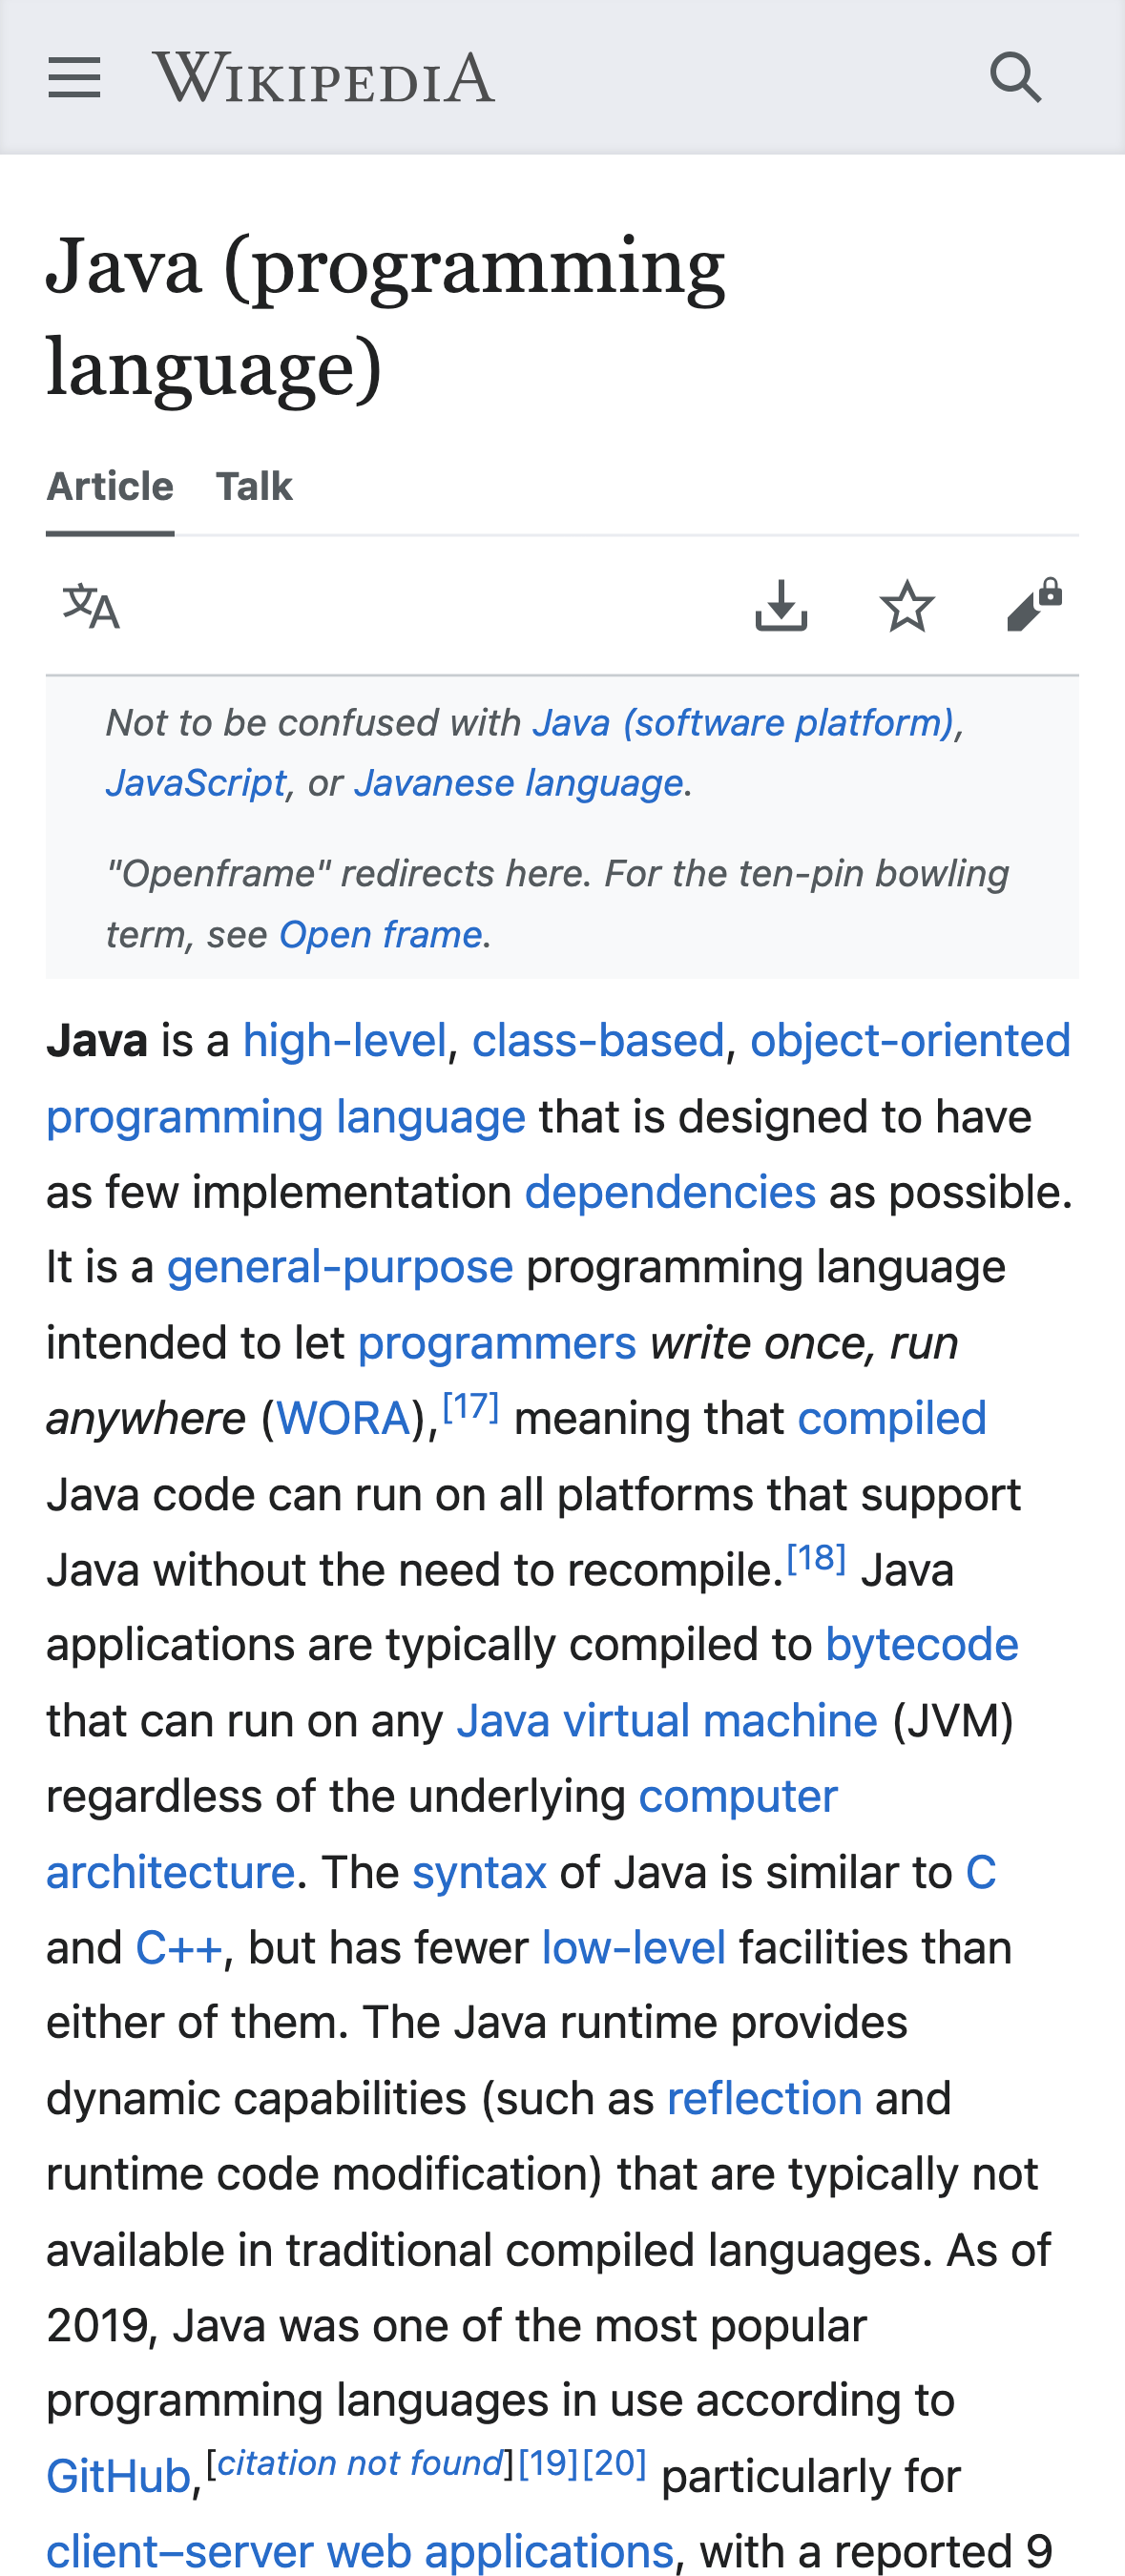 WIKIPEDIA
Java (programming
language)
Article Talk
文A
Not to be confused with Java (software platform),
JavaScript, or Javanese language.
"Openframe" redirects here. For the ten-pin bowling
term, see Open frame.
Java is a high-level, class-based, object-oriented
programming language that is designed to have
as few implementation dependencies as possible.
It is a general-purpose programming language
intended to let programmers write once, run
anywhere (WORA),[17] meaning that compiled
Java code can run on all platforms that support
Java without the need to recompile.[18] Java
applications are typically compiled to bytecode
that can run on any Java virtual machine (JVM)
regardless of the underlying computer
architecture. The syntax of Java is similar to C
and C++, but has fewer low-level facilities than
either of them. The Java runtime provides
dynamic capabilities (such as reflection and
runtime code modification) that are typically not
available in traditional compiled languages. As of
2019, Java was one of the most popular
programming languages in use according to
GitHub,[citation not found][19][20] particularly for
client–server web applications, with a reported 9